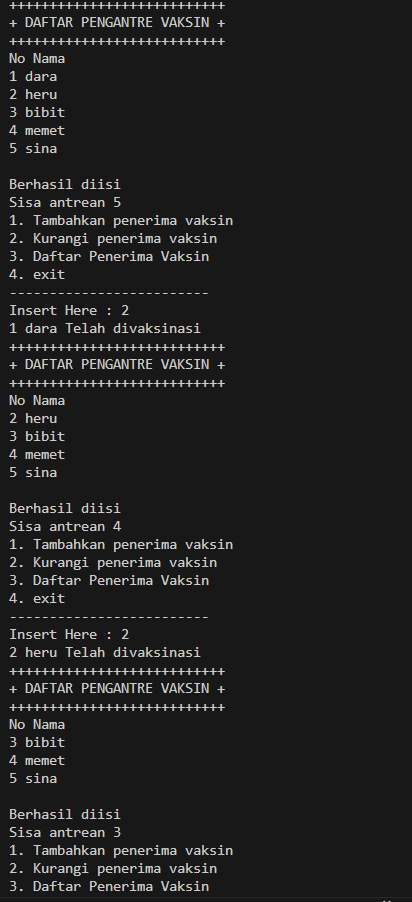 +++++++++++++++++++++++++++
+ DAFTAR PENGANTRE VAKSIN +
+++++++++++++++++++++++++++
No Nama
1 dara
2 heru
3 bibit
4 memet
5 sina

Berhasil diisi
Sisa antrean 5
1. Tambahkan penerima vaksin
2. Kurangi penerima vaksin
3. Daftar Penerima Vaksin
4. exit
-------------------------
Insert Here : 2
1 dara Telah divaksinasi
+++++++++++++++++++++++++++
+ DAFTAR PENGANTRE VAKSIN +
+++++++++++++++++++++++++++
No Nama
2 heru
3 bibit
4 memet
5 sina

Berhasil diisi
Sisa antrean 4
1. Tambahkan penerima vaksin
2. Kurangi penerima vaksin
3. Daftar Penerima Vaksin
4. exit
-------------------------
Insert Here : 2
2 heru Telah divaksinasi
+++++++++++++++++++++++++++
+ DAFTAR PENGANTRE VAKSIN +
+++++++++++++++++++++++++++
No Nama
3 bibit
4 memet
5 sina

Berhasil diisi
Sisa antrean 3
1. Tambahkan penerima vaksin
2. Kurangi penerima vaksin
3. Daftar Penerima Vaksin